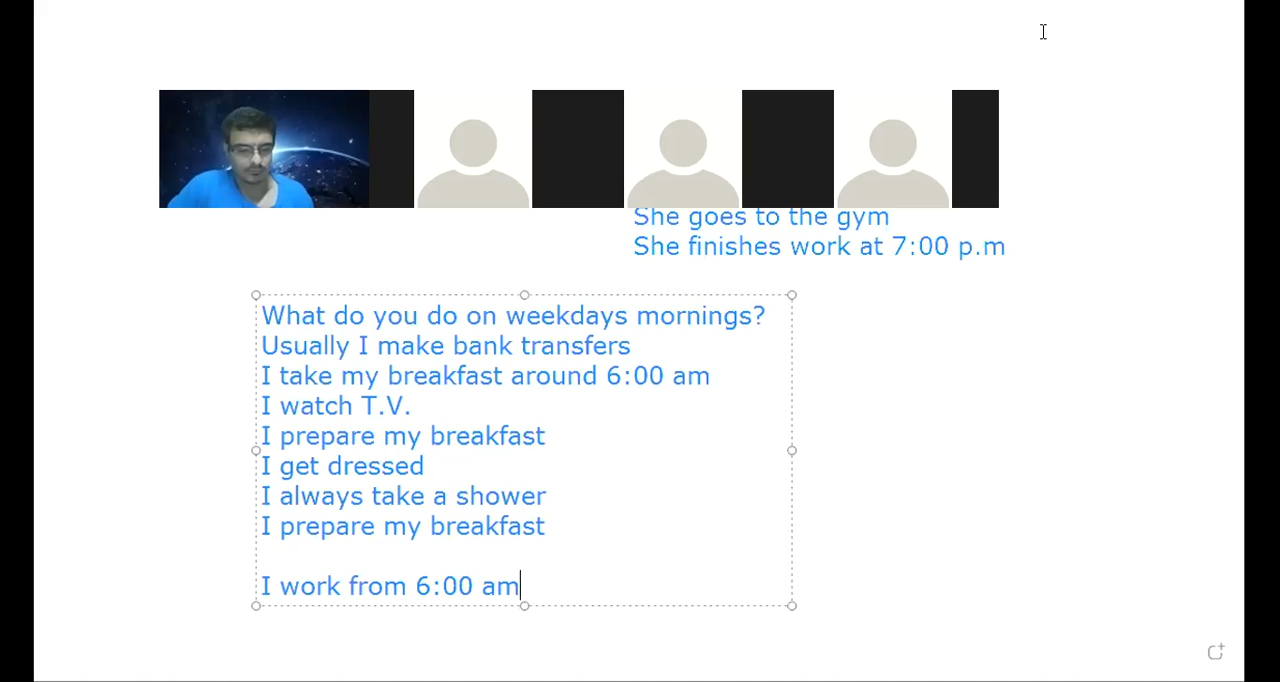 She goes to the gym
She finishes work at 7:00 p.m
What do you do on weekdays mornings?
Usually I make bank transfers
I take my breakfast around 6:00 am
I watch T.V.
I prepare my breakfast
I get dressed
I always take a shower
I prepare my breakfast
I work from 6:00 am